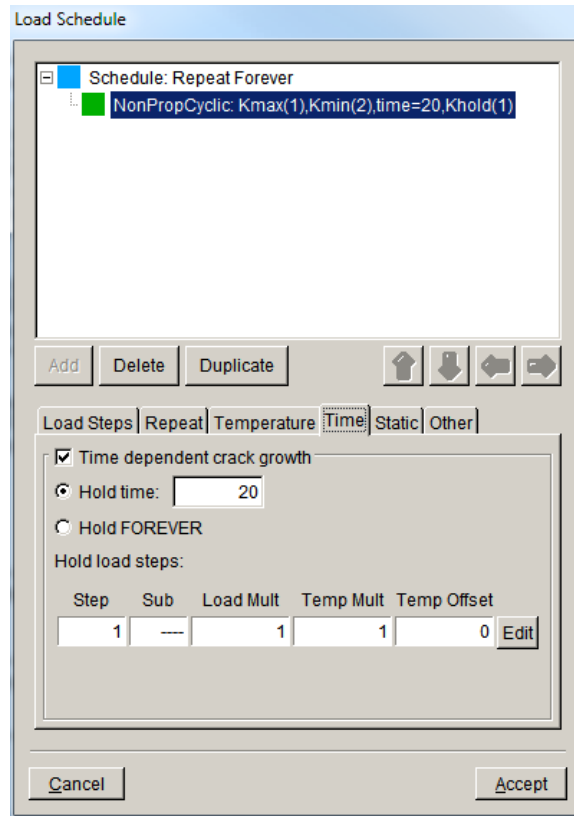 Load Schedule
Schedule: Repeat Forever
NonPropCyclic: Kmax(1),Kmin(2),time=20,Khold(1)
Add Delete Duplicate
Load Steps Repeat Temperature Time Static Other
Time dependent crack growth
Hold time: 20
Hold FOREVER
Hold load steps:
Step Sub Load Mult Temp Mult Temp Offset
1 ---- 1 1 0 Edit
Cancel Accept